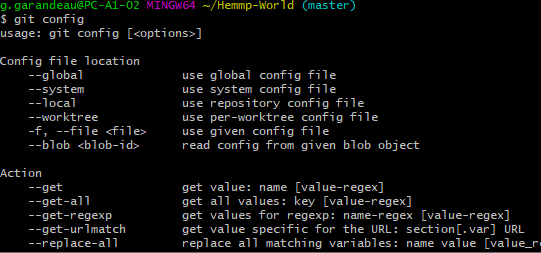 g.garandeau@PC-A1-02 MINGW64 ~/Hemmp-World (master)
$ git config
usage: git config [<options>]

Config file location
    --global              use global config file
    --system              use system config file
    --local               use repository config file
    --worktree            use per-worktree config file
    -f, --file <file>     use given config file
    --blob <blob-id>      read config from given blob object

Action
    --get                 get value: name [value-regex]
    --get-all             get all values: key [value-regex]
    --get-regexp          get values for regexp: name-regex [value-regex]
    --get-urlmatch        get value specific for the URL: section[.var] URL
    --replace-all         replace all matching variables: name value [value_r